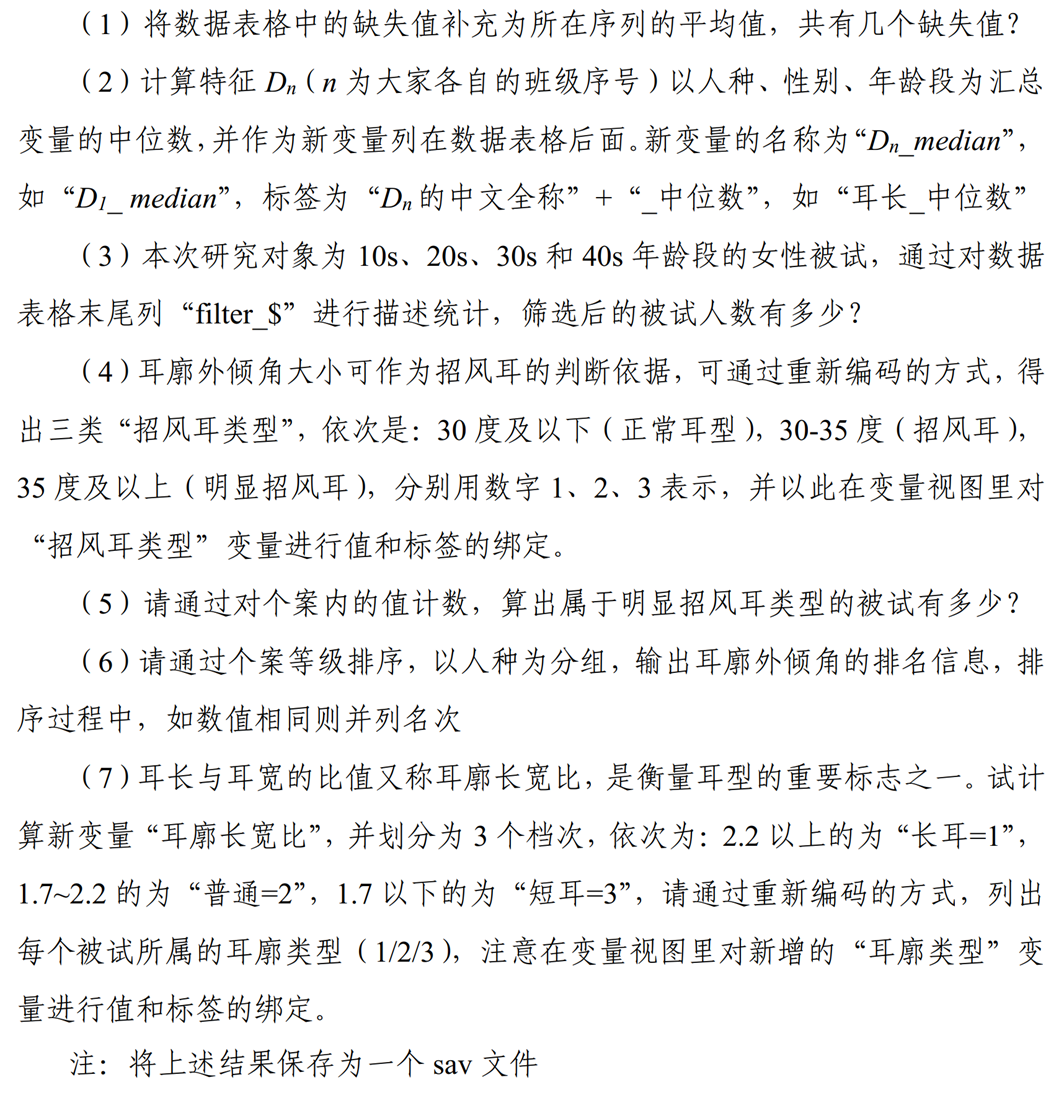 （1）将数据表格中的缺失值补充为所在序列的平均值，共有几个缺失值？
（2）计算特征 Dn（n 为大家各自的班级序号）以人种、性别、年龄段为汇总
变量的中位数，并作为新变量列在数据表格后面。新变量的名称为“Dn_median”，
如“D1_ median”，标签为“Dn 的中文全称”+“_中位数”，如“耳长_中位数”
（3）本次研究对象为 10s、20s、30s 和 40s 年龄段的女性被试，通过对数据
表格末尾列“filter_$”进行描述统计，筛选后的被试人数有多少？
（4）耳廓外倾角大小可作为招风耳的判断依据，可通过重新编码的方式，得
出三类“招风耳类型”，依次是：30 度及以下（正常耳型），30-35 度（招风耳），
35 度及以上（明显招风耳），分别用数字 1、2、3 表示，并以此在变量视图里对
“招风耳类型”变量进行值和标签的绑定。
（5）请通过对个案内的值计数，算出属于明显招风耳类型的被试有多少？
（6）请通过个案等级排序，以人种为分组，输出耳廓外倾角的排名信息，排
序过程中，如数值相同则并列名次
（7）耳长与耳宽的比值又称耳廓长宽比，是衡量耳型的重要标志之一。试计
算新变量“耳廓长宽比”，并划分为 3 个档次，依次为：2.2 以上的为“长耳=1”，
1.7~2.2 的为“普通=2”，1.7 以下的为“短耳=3”，请通过重新编码的方式，列出
每个被试所属的耳廓类型（1/2/3），注意在变量视图里对新增的“耳廓类型”变
量进行值和标签的绑定。
注：将上述结果保存为一个 sav 文件